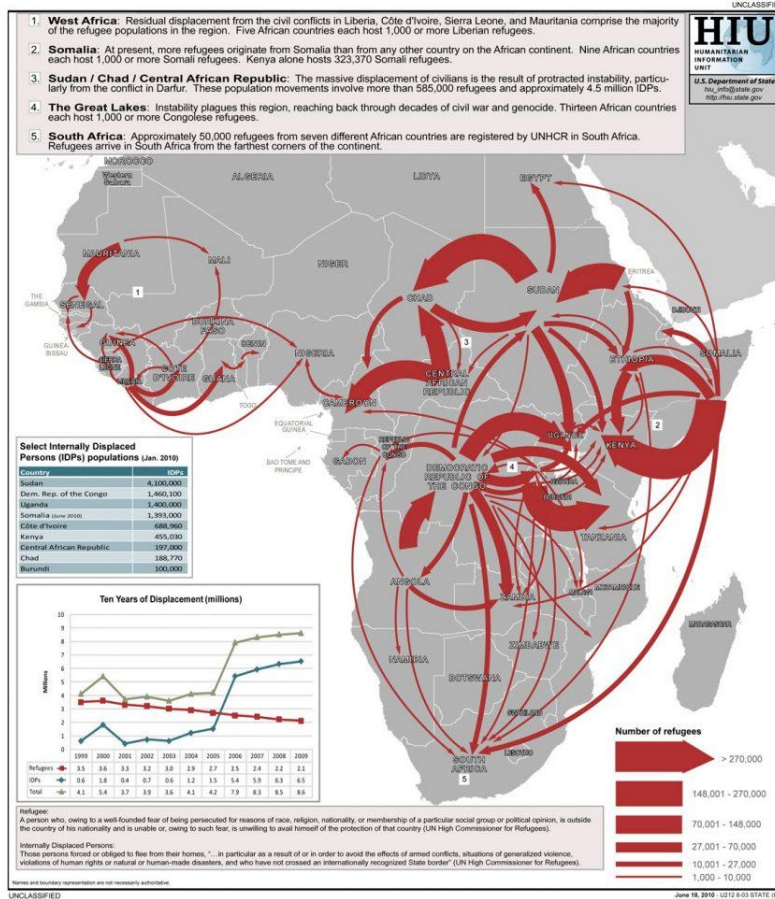 UNCLASSIFIED
1. West Africa: Residual displacement from the civil conflicts in Liberia, Côte d'Ivoire, Sierra Leone, and Mauritania comprise the majority
of the refugee populations in the region. Five African countries each host 1,000 or more Liberian refugees.
2. Somalia: At present, more refugees originate from Somalia than from any other country on the African continent. Nine African countries
each host 1,000 or more Somali refugees. Kenya alone hosts 323,370 Somali refugees.
3. Sudan / Chad / Central African Republic: The massive displacement of civilians is the result of protracted instability, particu-
larly from the conflict in Darfur. These population movements involve more than 585,000 refugees and approximately 4.5 million IDPs.
4. The Great Lakes: Instability plagues this region, reaching back through decades of civil war and genocide. Thirteen African countries
each host 1,000 or more Congolese refugees.
5. South Africa: Approximately 50,000 refugees from seven different African countries are registered by UNHCR in South Africa.
Refugees arrive in South Africa from the farthest corners of the continent.
HIU
HUMANITARIAN
INFORMATION
UNIT
U.S. Department of State
hiu_info@state.gov
http://hiu.state.gov
MOROCCO
Western
Sahara
ALGERIA
LIBYA
EGYPT
MAURITANIA
MALI
NIGER
CHAD
SUDAN
ERITREA
DJIBOUTI
THE
GAMBIA
SENEGAL
1
GUINEA-
BISSAU
GUINEA
SIERRA
LEONE
LIBERIA
BURKINA
FASO
CÔTE
D'IVOIRE
GHANA
TOGO
BENIN
NIGERIA
3
ETHIOPIA
SOMALIA
CAMEROON
CENTRAL
AFRICAN
REPUBLIC
EQUATORIAL
GUINEA
SAO TOME AND
PRINCIPE
GABON
REPUBLIC
OF THE
CONGO
DEMOCRATIC
REPUBLIC OF
THE CONGO
4
UGANDA
KENYA
2
RWANDA
BURUNDI
TANZANIA
ANGOLA
ZAMBIA
MALAWI
MOZAMBIQUE
MADAGASCAR
ZIMBABWE
NAMIBIA
BOTSWANA
SWAZILAND
LESOTHO
SOUTH
AFRICA
5
Select Internally Displaced
Persons (IDPs) populations (Jan. 2010)
Country IDPs
Sudan 4,100,000
Dem. Rep. of the Congo 1,460,100
Uganda 1,400,000
Somalia (June 2010) 1,393,000
Côte d'Ivoire 688,960
Kenya 455,030
Central African Republic 197,000
Chad 188,770
Burundi 100,000
Ten Years of Displacement (millions)
Millions
10
9
8
7
6
5
4
3
2
1
0
1999 2000 2001 2002 2003 2004 2005 2006 2007 2008 2009
Refugees 3.5 3.6 3.3 3.2 3.0 2.9 2.7 2.5 2.4 2.2 2.1
IDPs 0.6 1.8 0.4 0.7 0.6 1.2 1.5 5.4 5.9 6.3 6.5
Total 4.1 5.4 3.7 3.9 3.6 4.1 4.2 7.9 8.3 8.5 8.6
Number of refugees
> 270,000
148,001 - 270,000
70,001 - 148,000
27,001 - 70,000
10,001 - 27,000
1,000 - 10,000
Refugee:
A person who, owing to a well-founded fear of being persecuted for reasons of race, religion, nationality, or membership of a particular social group or political opinion, is outside
the country of his nationality and is unable or, owing to such fear, is unwilling to avail himself of the protection of that country (UN High Commissioner for Refugees).
Internally Displaced Persons:
Those persons forced or obliged to flee from their homes, "...in particular as a result of or in order to avoid the effects of armed conflicts, situations of generalized violence,
violations of human rights or natural or human-made disasters, and who have not crossed an internationally recognized State border" (UN High Commissioner for Refugees).
Names and boundary representation are not necessarily authoritative.
UNCLASSIFIED
June 18, 2010 - U212 6-03 STATE (